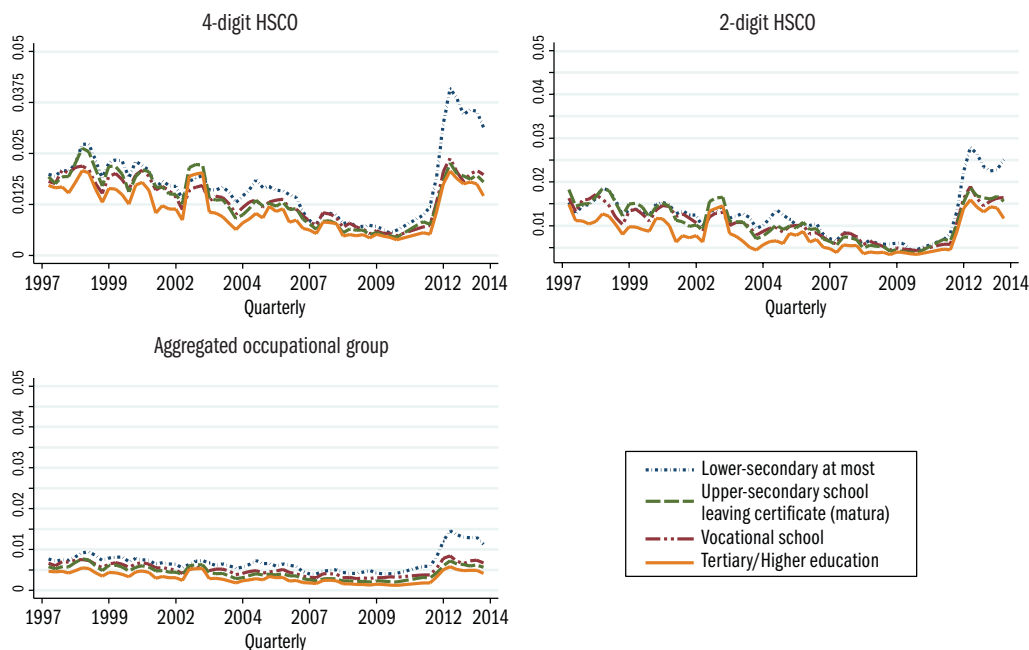 4-digit HSCO
0.05
0.0375
0.025
0.0125
0
1997 1999 2002 2004 2007 2009 2012 2014
Quarterly
2-digit HSCO
0.05
0.04
0.03
0.02
0.01
1997 1999 2002 2004 2007 2009 2012 2014
Quarterly
Aggregated occupational group
0.05
0.04
0.03
0.02
0.01
0
1997 1999 2002 2004 2007 2009 2012 2014
Quarterly
Lower-secondary at most
Upper-secondary school
leaving certificate (matura)
Vocational school
Tertiary/Higher education